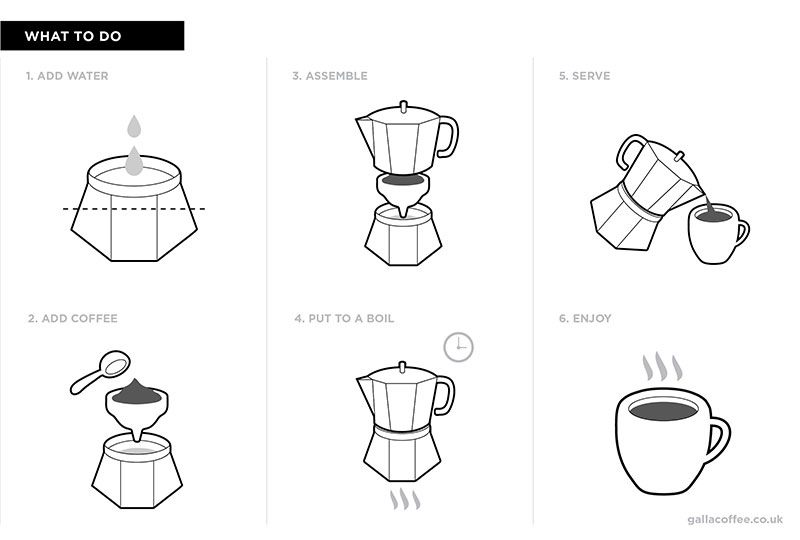 WHAT TO DO
1. ADD WATER
2. ADD COFFEE
3. ASSEMBLE
4. PUT TO A BOIL
5. SERVE
6. ENJOY
gallacoffee.co.uk